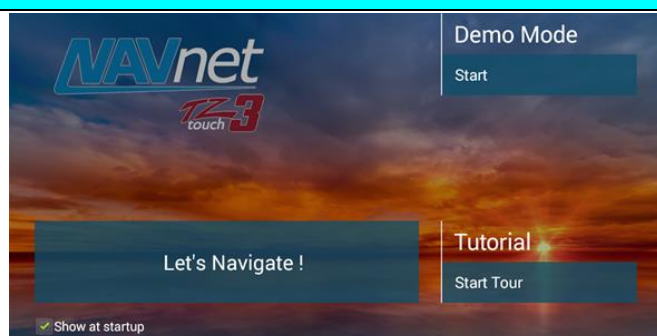 NAVnet
TZ touch 3
Demo Mode
Start
Let's Navigate !
Tutorial
Start Tour
Show at startup